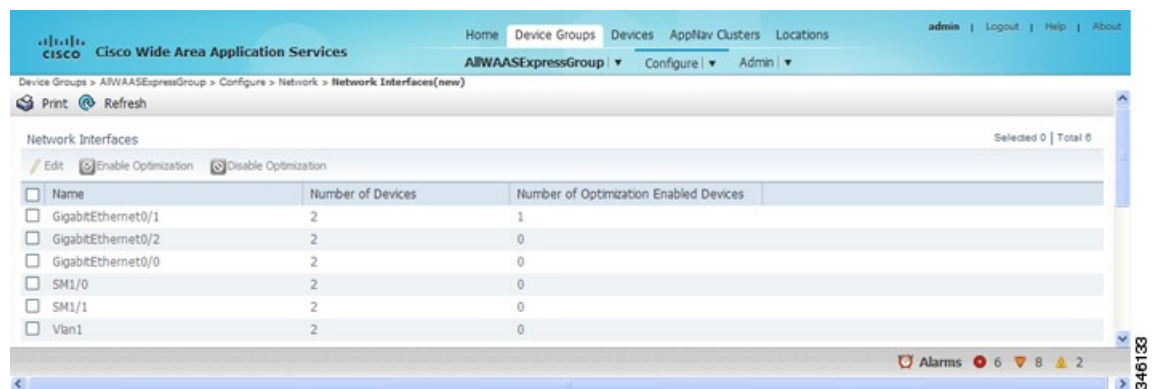 Home Device Groups Devices AppNav Clusters Locations
admin | Logout | Help | About
cisco Cisco Wide Area Application Services
AllWAASExpressGroup | ▼ Configure | ▼ Admin | ▼
Device Groups > AllWAASExpressGroup > Configure > Network > Network Interfaces(new)
Print Refresh
Network Interfaces
Selected 0 | Total 6
Edit Enable Optimization Disable Optimization
Name Number of Devices Number of Optimization Enabled Devices
GigabitEthernet0/1 2 1
GigabitEthernet0/2 2 0
GigabitEthernet0/0 2 0
SM1/0 2 0
SM1/1 2 0
Vlan1 2 0
Alarms 6 8 2
346133